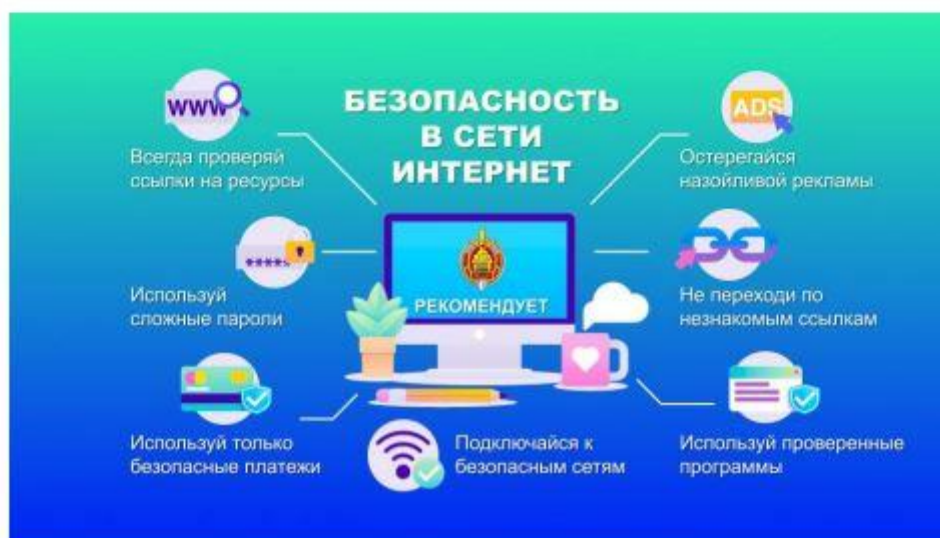 БЕЗОПАСНОСТЬ
В СЕТИ
ИНТЕРНЕТ
WWW
Всегда проверяй
ссылки на ресурсы
ADS
Остерегайся
назойливой рекламы
*****
Используй
сложные пароли
РЕКОМЕНДУЕТ
Не переходи по
незнакомым ссылкам
Используй только
безопасные платежи
Подключайся к
безопасным сетям
Используй проверенные
программы